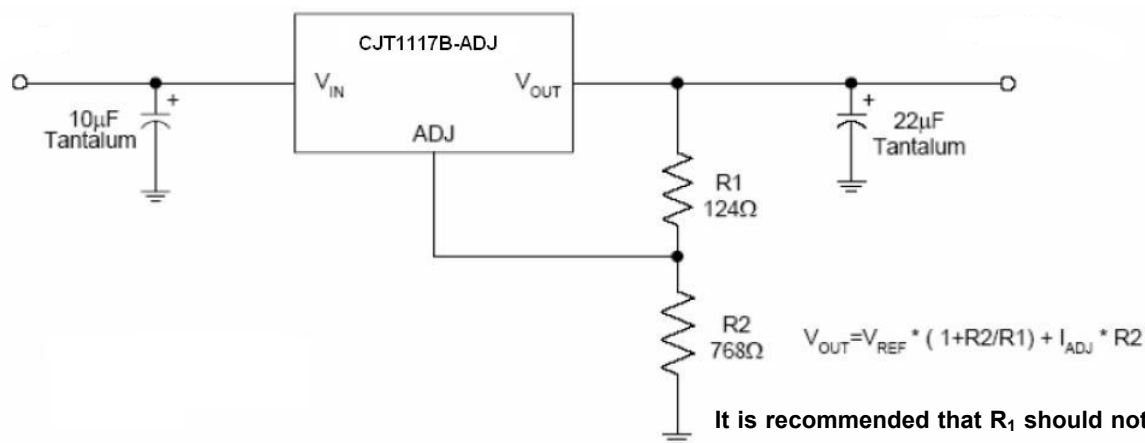 CJT1117B-ADJ
V_IN
V_OUT
ADJ
10µF
Tantalum
22µF
Tantalum
R1
124Ω
R2
768Ω
V_OUT=V_REF * ( 1+R2/R1) + I_ADJ * R2
It is recommended that R₁ should not